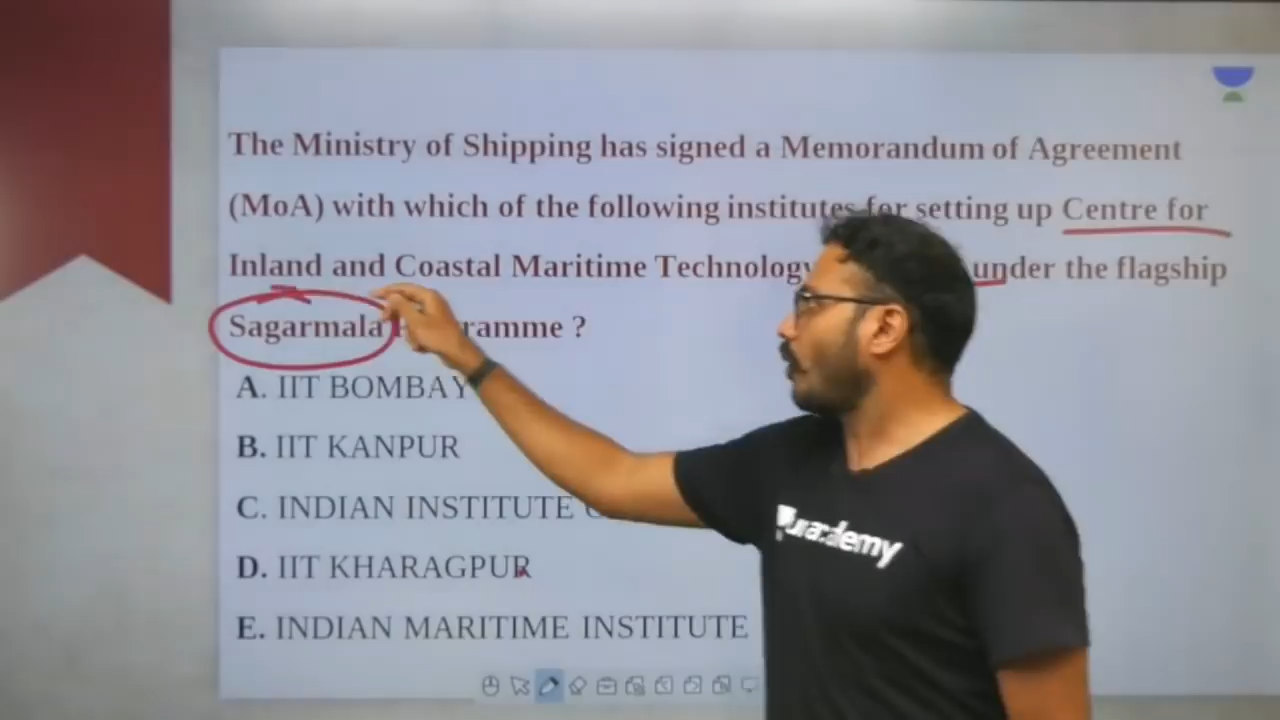 The Ministry of Shipping has signed a Memorandum of Agreement
(MoA) with which of the following institutes for setting up Centre for
Inland and Coastal Maritime Technology under the flagship
Sagarmala ?
A. IIT BOMBAY
B. IIT KANPUR
C. INDIAN INSTITUTE
D. IIT KHARAGPUR
E. INDIAN MARITIME INSTITUTE
unacademy